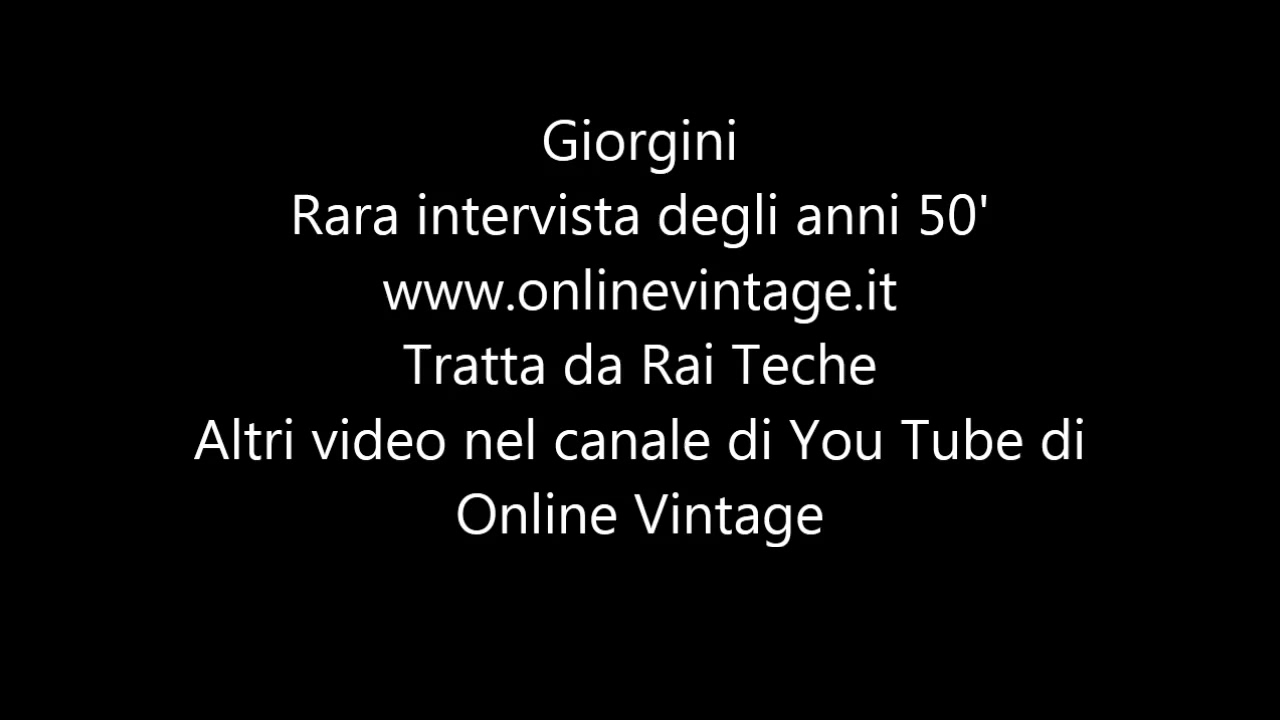 Giorgini
Rara intervista degli anni 50'
www.onlinevintage.it
Tratta da Rai Teche
Altri video nel canale di You Tube di
Online Vintage